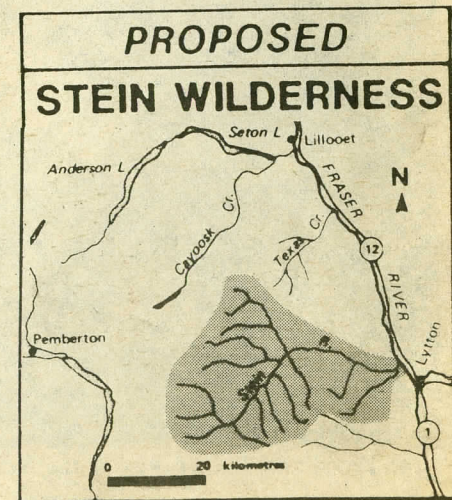 PROPOSED
STEIN WILDERNESS
Seton L
Lillooet
Anderson L
N
FRASER
Cayoosk Cr.
Texas Cr.
12
RIVER
Pemberton
Lytton
Stein R.
1
0 20 kilometres